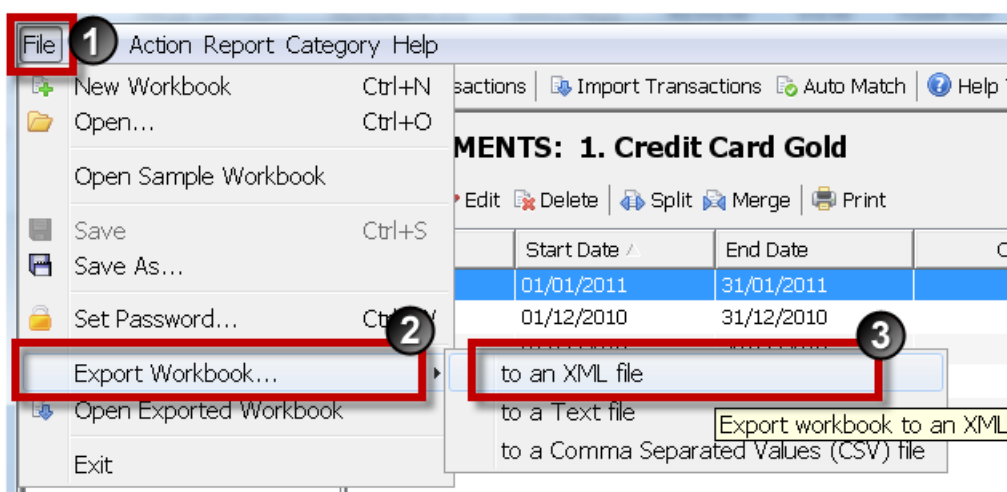 File 1 Action Report Category Help
New Workbook Ctrl+N
sactions Import Transactions Auto Match Help
Open... Ctrl+O
MENTS: 1. Credit Card Gold
Open Sample Workbook
Edit Delete Split Merge Print
Save Ctrl+S
Start Date End Date
Save As...
01/01/2011 31/01/2011
Set Password...
01/12/2010 31/12/2010
2
3
Export Workbook...
to an XML file
Open Exported Workbook
to a Text file
Export workbook to an XML
to a Comma Separated Values (CSV) file
Exit